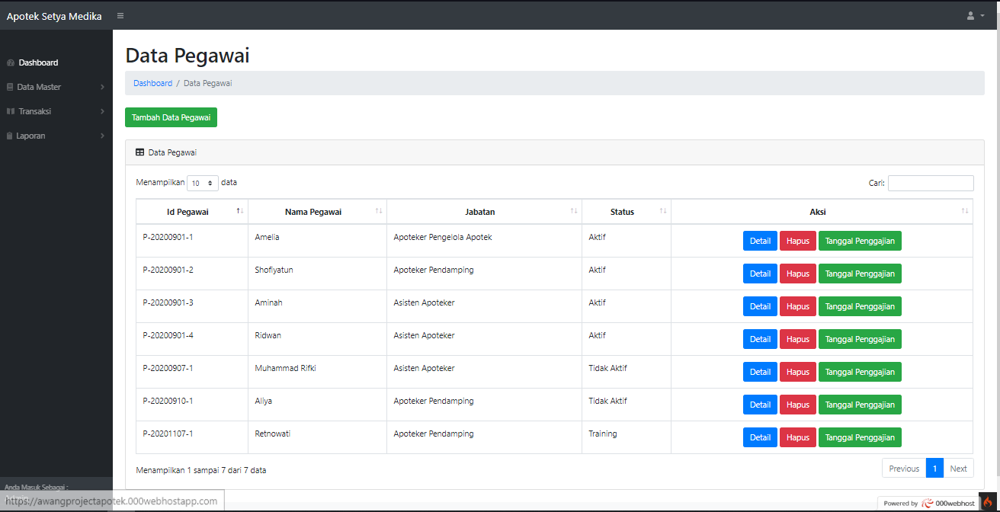 Apotek Setya Medika
Dashboard
Data Master
Transaksi
Laporan
Data Pegawai
Dashboard / Data Pegawai
Tambah Data Pegawai
Data Pegawai
Menampilkan 10 data
Cari:
Id Pegawai Nama Pegawai Jabatan Status Aksi
P-20200901-1 Amelia Apoteker Pengelola Apotek Aktif Detail Hapus Tanggal Penggajian
P-20200901-2 Shofiyatun Apoteker Pendamping Aktif Detail Hapus Tanggal Penggajian
P-20200901-3 Aminah Asisten Apoteker Aktif Detail Hapus Tanggal Penggajian
P-20200901-4 Ridwan Asisten Apoteker Aktif Detail Hapus Tanggal Penggajian
P-20200907-1 Muhammad Rifki Asisten Apoteker Tidak Aktif Detail Hapus Tanggal Penggajian
P-20200910-1 Aliya Apoteker Pendamping Tidak Aktif Detail Hapus Tanggal Penggajian
P-20201107-1 Retnowati Apoteker Pendamping Training Detail Hapus Tanggal Penggajian
Menampilkan 1 sampai 7 dari 7 data
Previous 1 Next
Anda Masuk Sebagai :
https://awangprojectapotek.000webhostapp.com
Powered by 000webhost